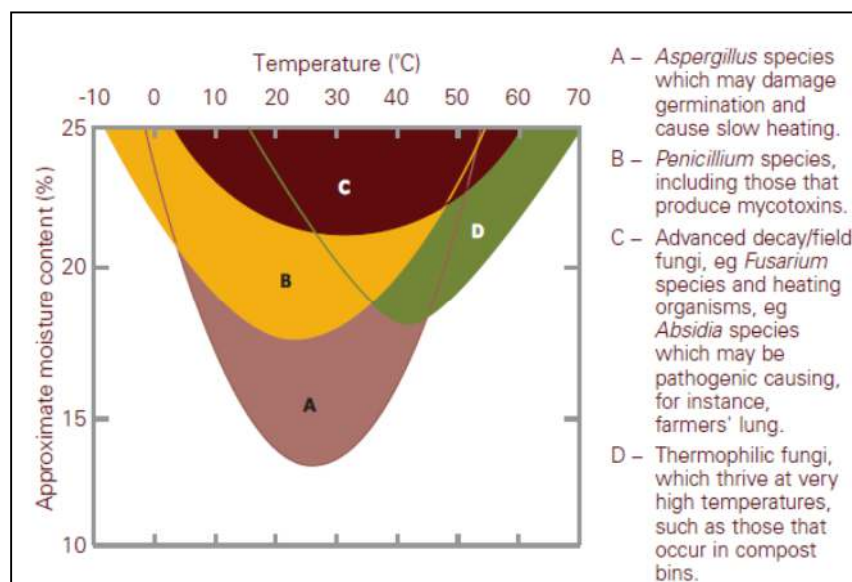 Temperature (˚C)
-10 0 10 20 30 40 50 60 70
Approximate moisture content (%)
25
20
15
10
C
D
B
A
A – Aspergillus species
which may damage
germination and
cause slow heating.
B – Penicillium species,
including those that
produce mycotoxins.
C – Advanced decay/field
fungi, eg Fusarium
species and heating
organisms, eg
Absidia species
which may be
pathogenic causing,
for instance,
farmers' lung.
D – Thermophilic fungi,
which thrive at very
high temperatures,
such as those that
occur in compost
bins.